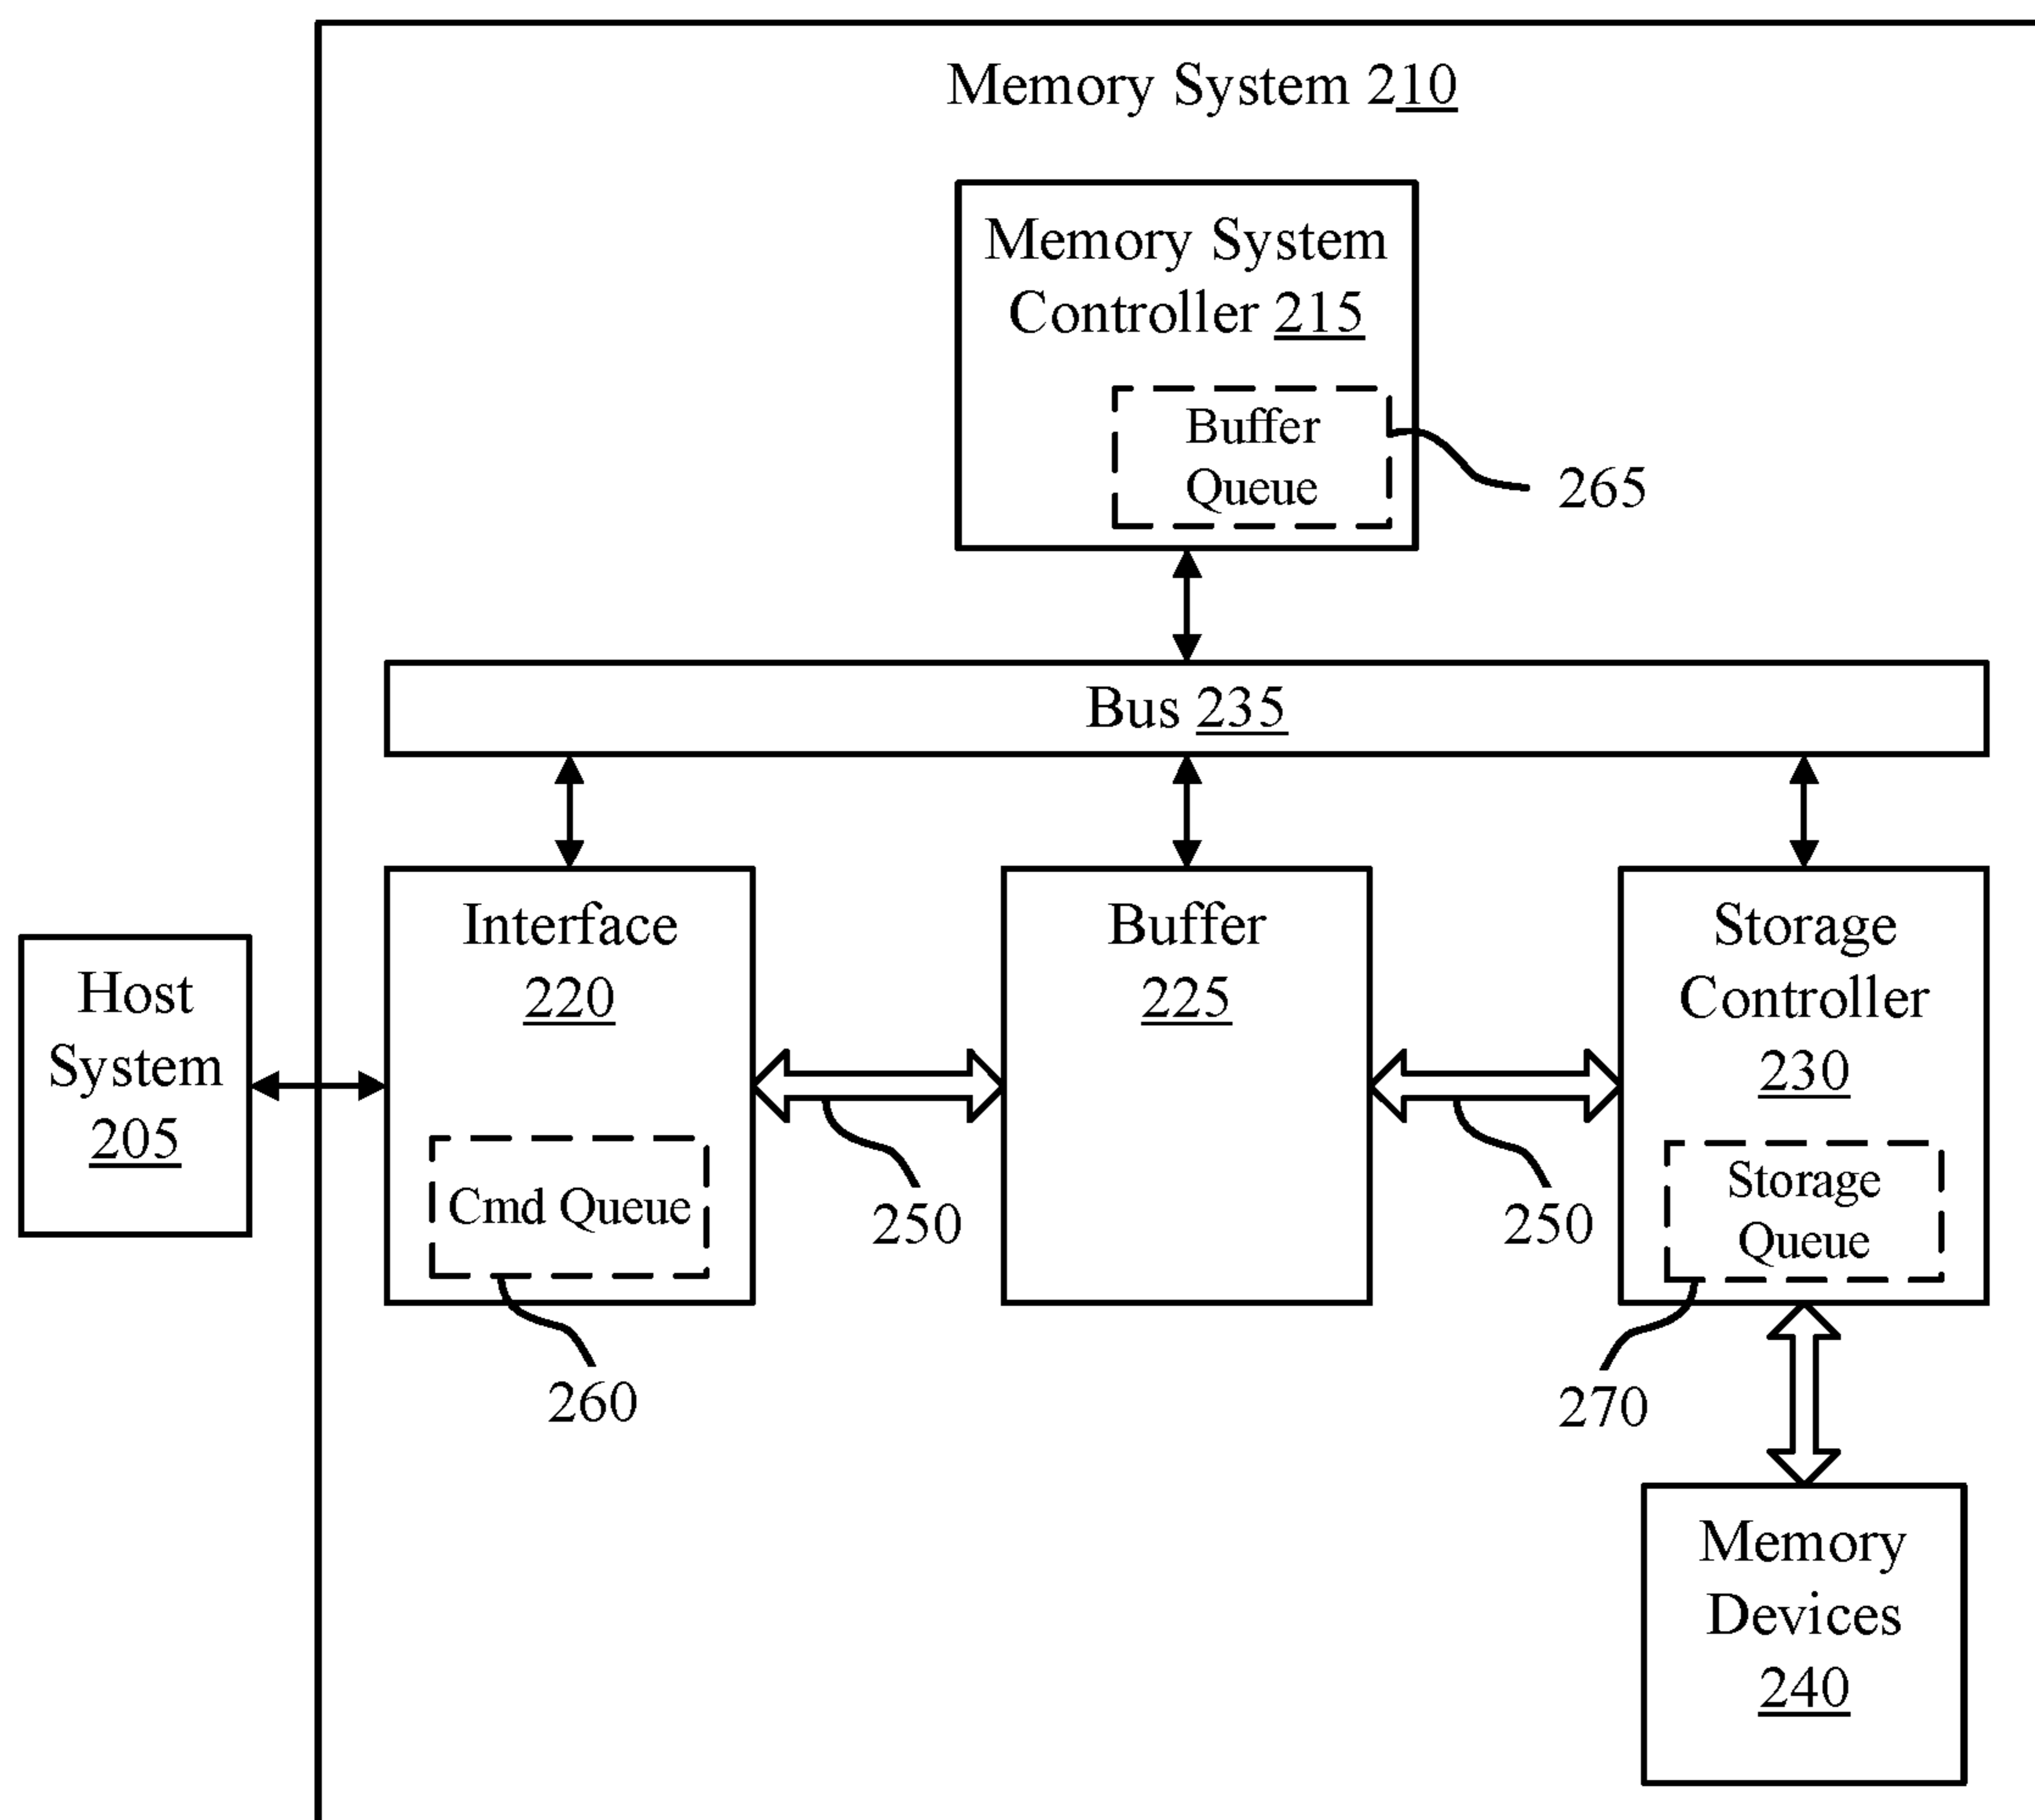 Memory System 210
Memory System
Controller 215
Buffer
Queue
265
Bus 235
Interface
220
Buffer
225
Storage
Controller
230
Host
System
205
Cmd Queue
Storage
Queue
250
250
260
270
Memory
Devices
240